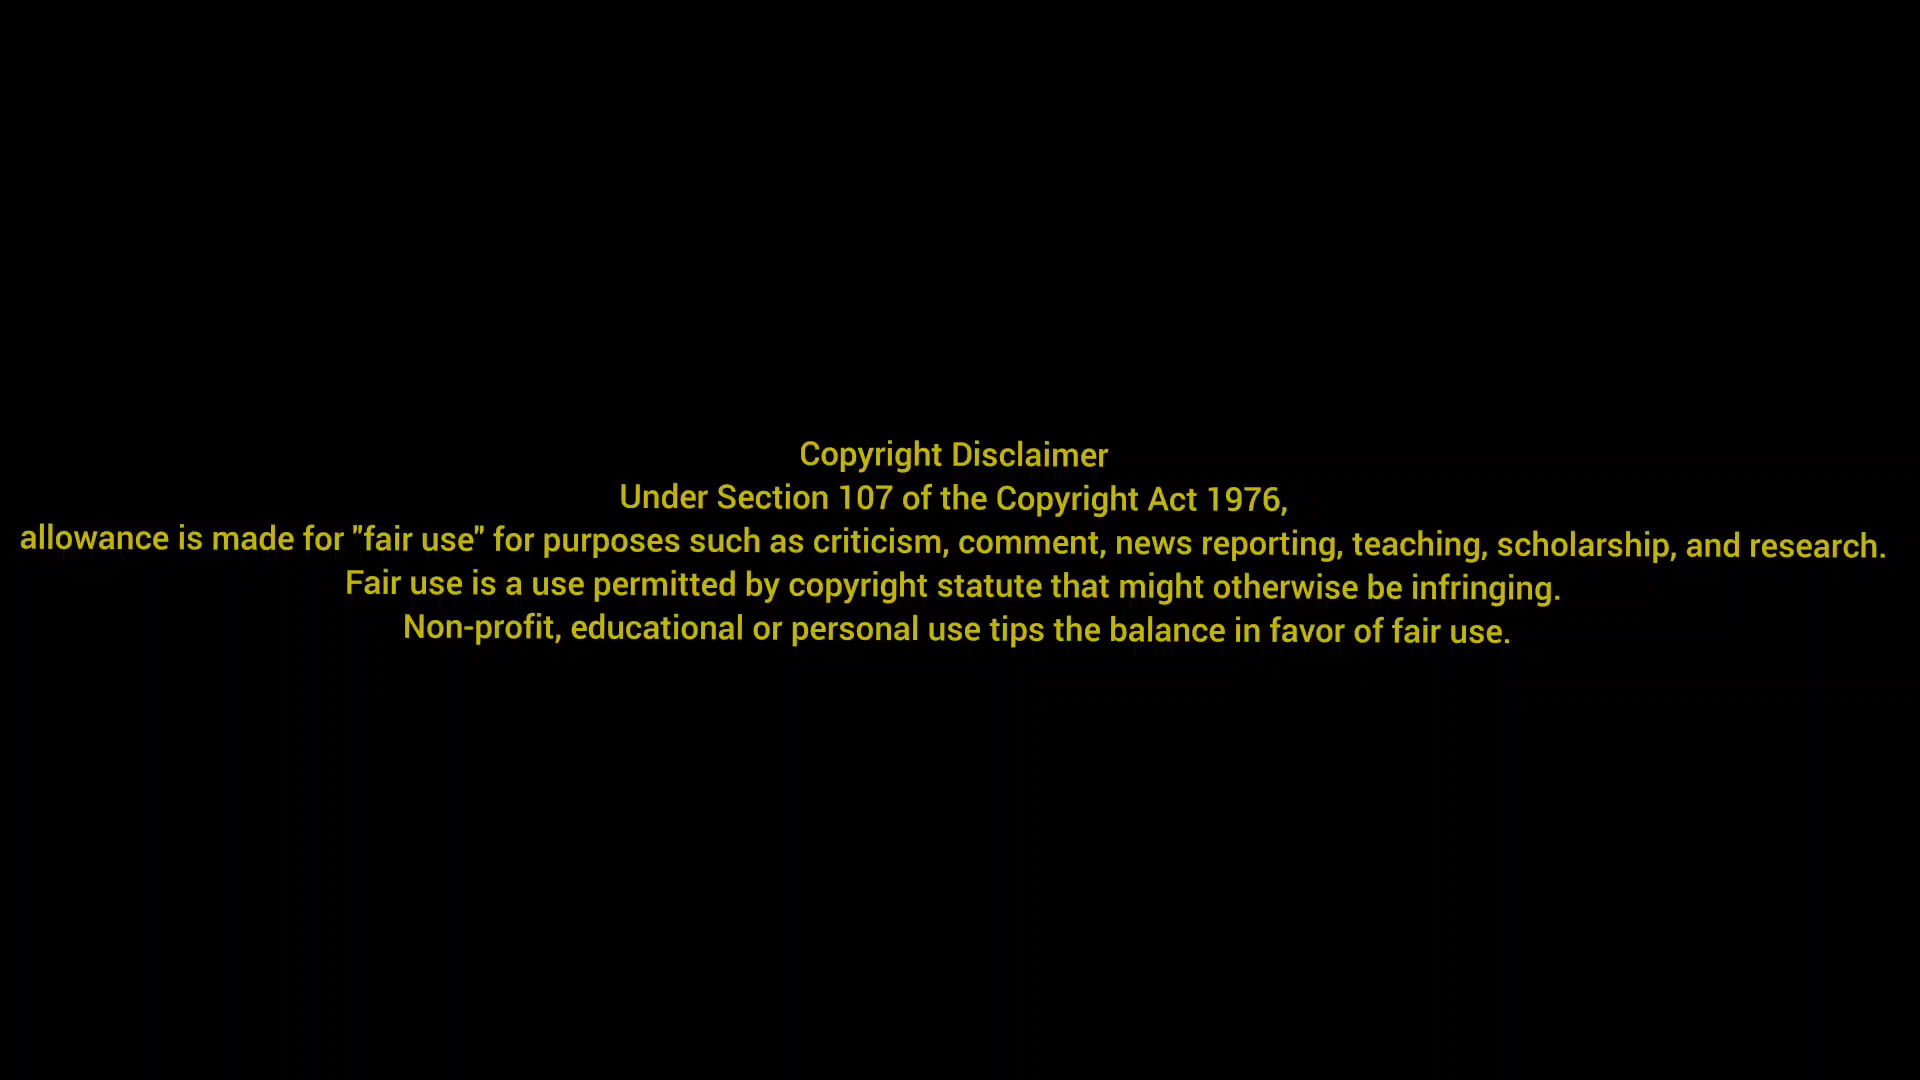 Copyright Disclaimer
Under Section 107 of the Copyright Act 1976,
allowance is made for "fair use" for purposes such as criticism, comment, news reporting, teaching, scholarship, and research.
Fair use is a use permitted by copyright statute that might otherwise be infringing.
Non-profit, educational or personal use tips the balance in favor of fair use.